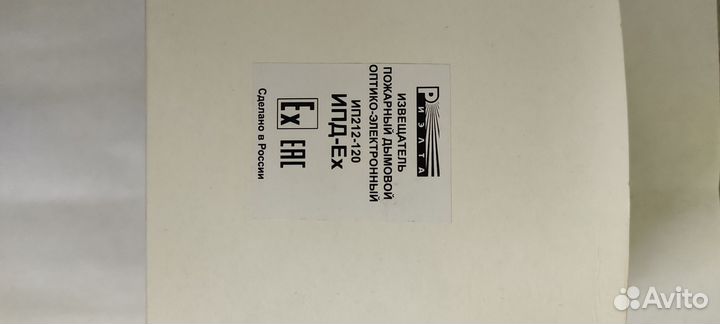 РИЭЛТА
ИЗВЕЩАТЕЛЬ
ПОЖАРНЫЙ ДЫМОВОЙ
ОПТИКО-ЭЛЕКТРОННЫЙ
ИП212-120
ИПД-Ex
Ex EAC
Сделано в России
Avito